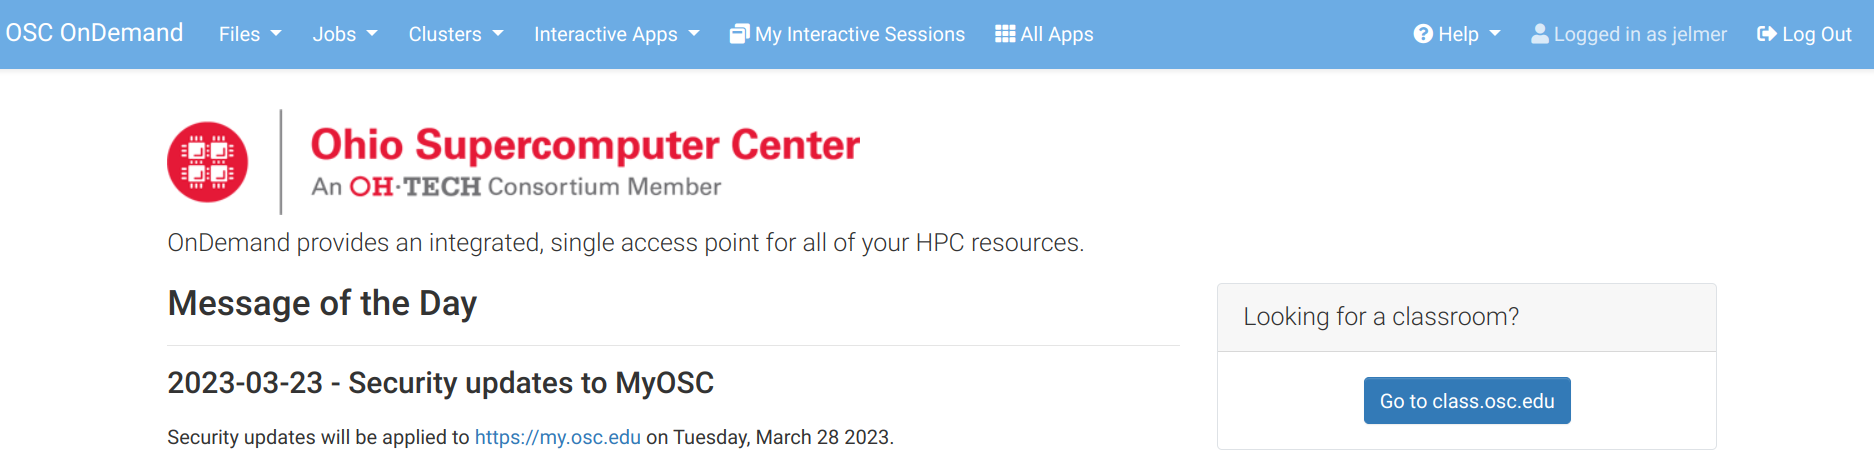 OSC OnDemand Files Jobs Clusters Interactive Apps My Interactive Sessions All Apps Help Logged in as jelmer Log Out
Ohio Supercomputer Center
An OH·TECH Consortium Member
OnDemand provides an integrated, single access point for all of your HPC resources.
Message of the Day
Looking for a classroom?
2023-03-23 - Security updates to MyOSC
Go to class.osc.edu
Security updates will be applied to https://my.osc.edu on Tuesday, March 28 2023.